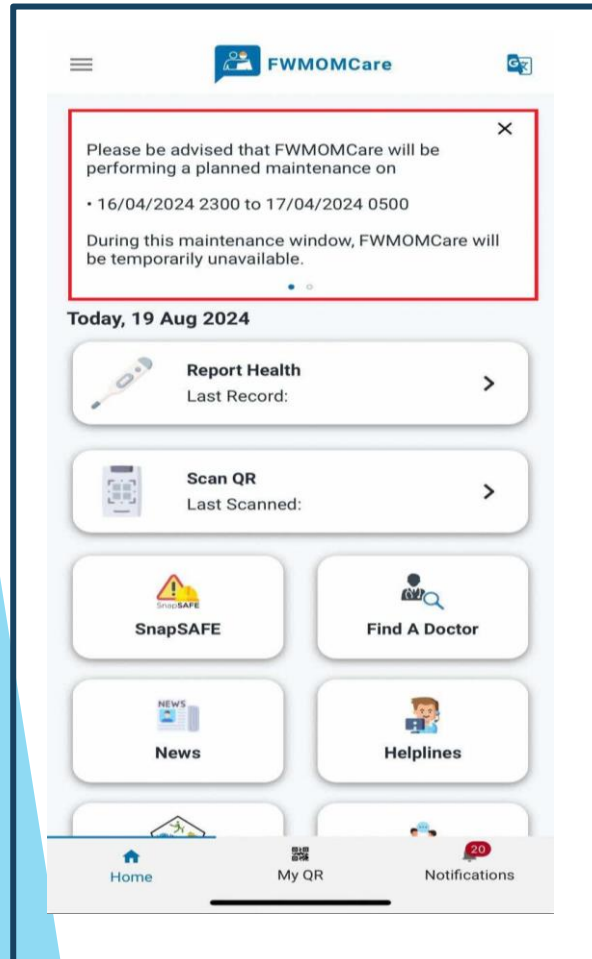 FWMOMCare
Please be advised that FWMOMCare will be
performing a planned maintenance on
• 16/04/2024 2300 to 17/04/2024 0500
During this maintenance window, FWMOMCare will
be temporarily unavailable.
Today, 19 Aug 2024
Report Health
Last Record:
Scan QR
Last Scanned:
SnapSAFE
SnapSAFE
Find A Doctor
NEWS
News
Helplines
20
Home
My QR
Notifications